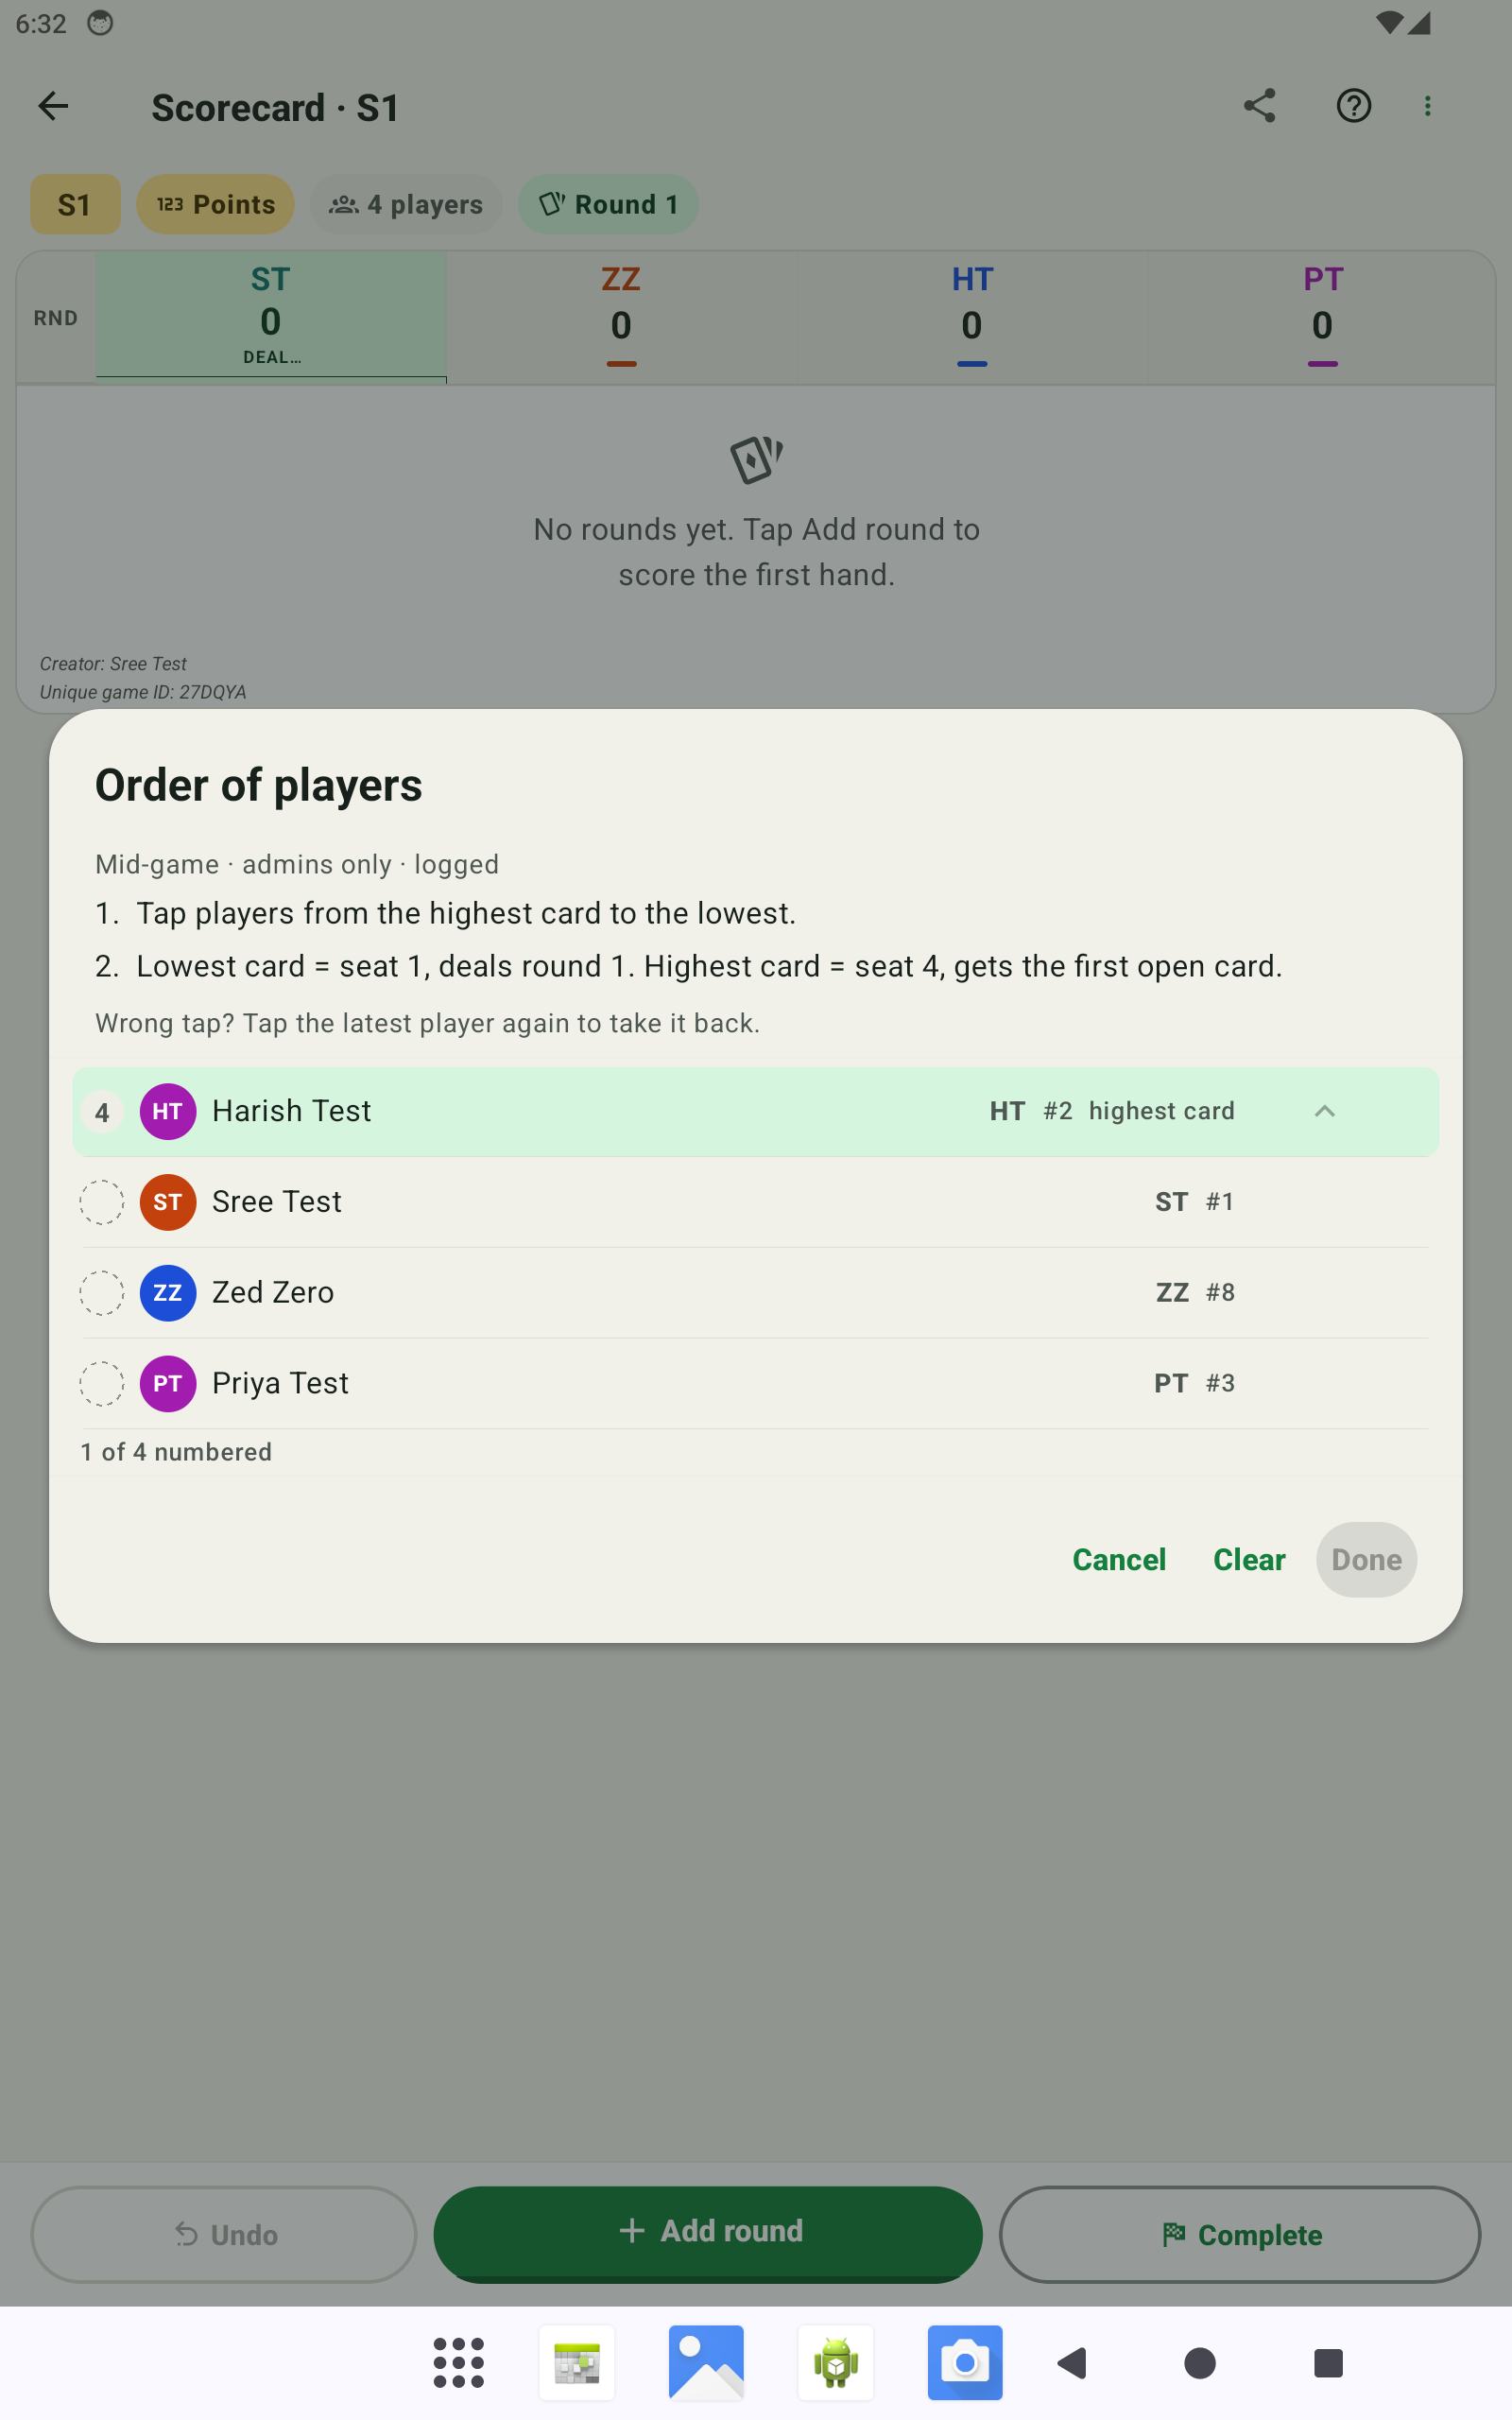 6:32
Scorecard · S1
S1
123 Points
4 players
Round 1
RND
ST
0
DEAL…
ZZ
0
HT
0
PT
0
No rounds yet. Tap Add round to
score the first hand.
Creator: Sree Test
Unique game ID: 27DQYA
Order of players
Mid-game · admins only · logged
1. Tap players from the highest card to the lowest.
2. Lowest card = seat 1, deals round 1. Highest card = seat 4, gets the first open card.
Wrong tap? Tap the latest player again to take it back.
4 HT Harish Test HT #2 highest card
ST Sree Test ST #1
ZZ Zed Zero ZZ #8
PT Priya Test PT #3
1 of 4 numbered
Cancel Clear Done
Undo
Add round
Complete